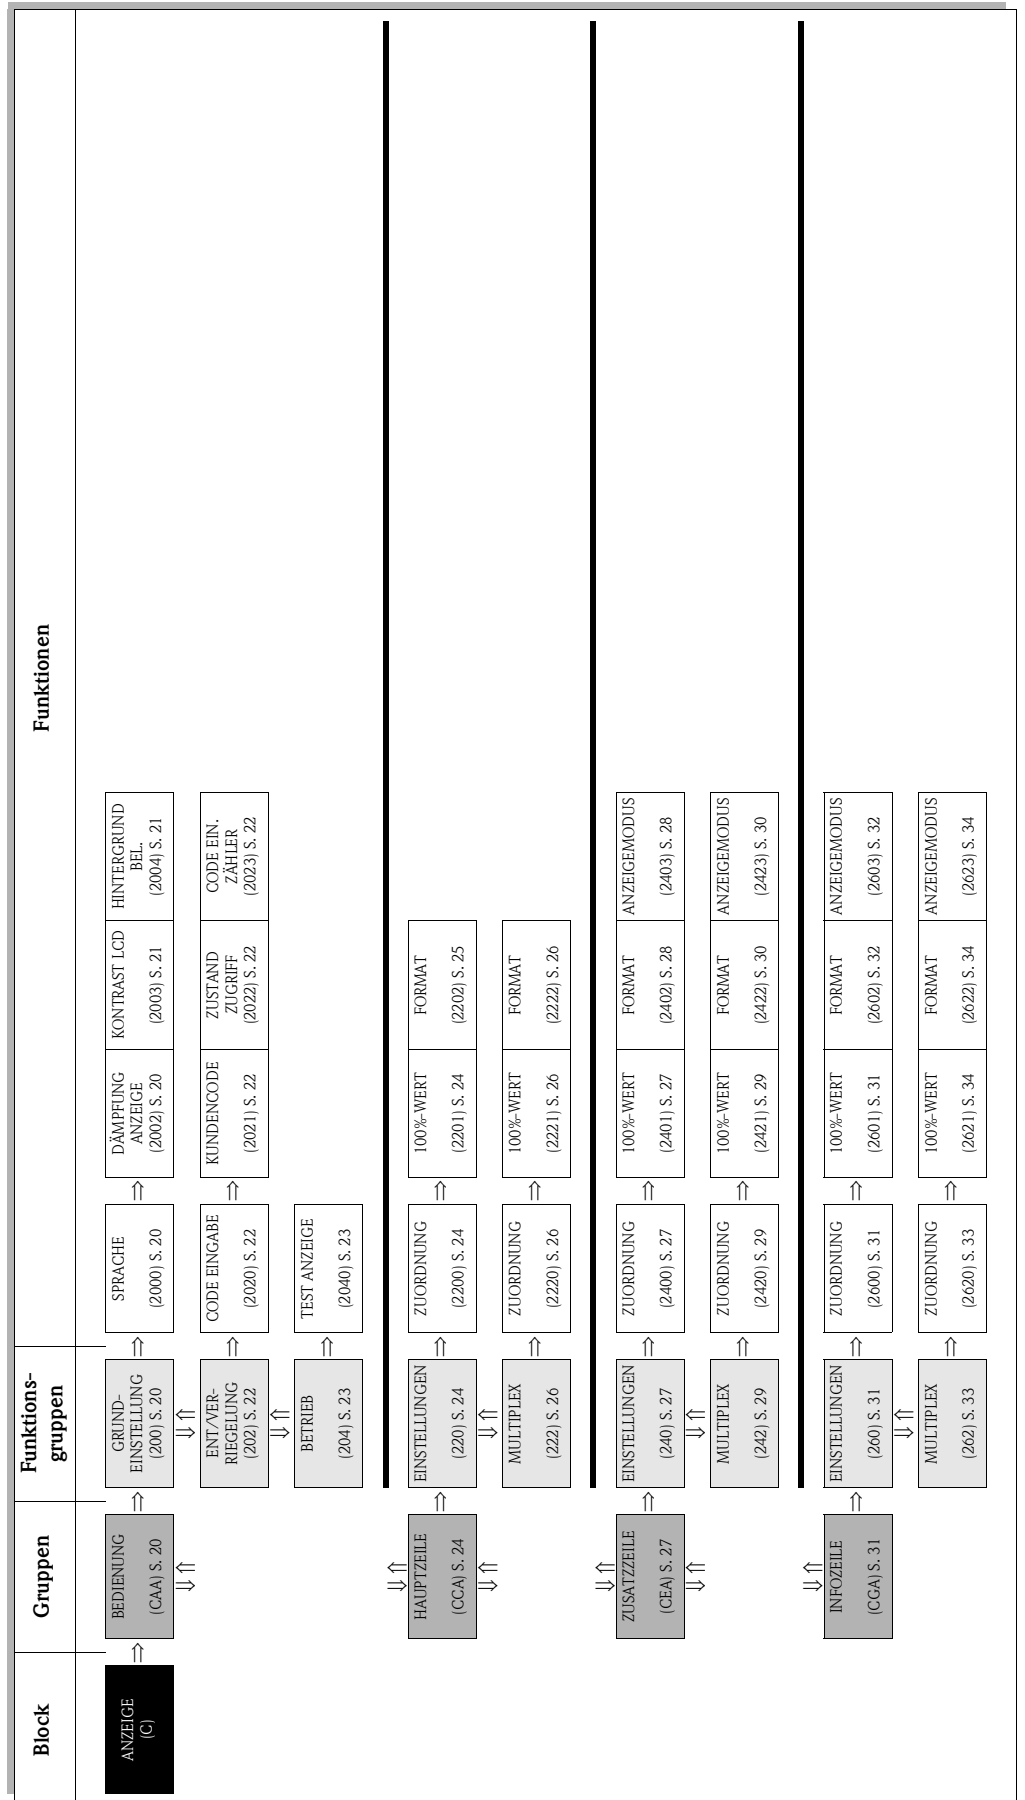 Block
Gruppen
Funktions-
gruppen
Funktionen
ANZEIGE
(C)
BEDIENUNG
(CAA) S. 20
GRUND-
EINSTELLUNG
(200) S. 20
SPRACHE
(2000) S. 20
DÄMPFUNG
ANZEIGE
(2002) S. 20
KONTRAST LCD
(2003) S. 21
HINTERGRUND
BEL.
(2004) S. 21
ENT/VER-
RIEGELUNG
(202) S. 22
CODE EINGABE
(2020) S. 22
KUNDENCODE
(2021) S. 22
ZUSTAND
ZUGRIFF
(2022) S. 22
CODE EIN.
ZÄHLER
(2023) S. 22
BETRIEB
(204) S. 23
TEST ANZEIGE
(2040) S. 23
HAUPTZEILE
(CCA) S. 24
EINSTELLUNGEN
(220) S. 24
ZUORDNUNG
(2200) S. 24
100%-WERT
(2201) S. 24
FORMAT
(2202) S. 25
MULTIPLEX
(222) S. 26
ZUORDNUNG
(2220) S. 26
100%-WERT
(2221) S. 26
FORMAT
(2222) S. 26
ZUSATZZEILE
(CEA) S. 27
EINSTELLUNGEN
(240) S. 27
ZUORDNUNG
(2400) S. 27
100%-WERT
(2401) S. 27
FORMAT
(2402) S. 28
ANZEIGEMODUS
(2403) S. 28
MULTIPLEX
(242) S. 29
ZUORDNUNG
(2420) S. 29
100%-WERT
(2421) S. 29
FORMAT
(2422) S. 30
ANZEIGEMODUS
(2423) S. 30
INFOZEILE
(CGA) S. 31
EINSTELLUNGEN
(260) S. 31
ZUORDNUNG
(2600) S. 31
100%-WERT
(2601) S. 31
FORMAT
(2602) S. 32
ANZEIGEMODUS
(2603) S. 32
MULTIPLEX
(262) S. 33
ZUORDNUNG
(2620) S. 33
100%-WERT
(2621) S. 34
FORMAT
(2622) S. 34
ANZEIGEMODUS
(2623) S. 34